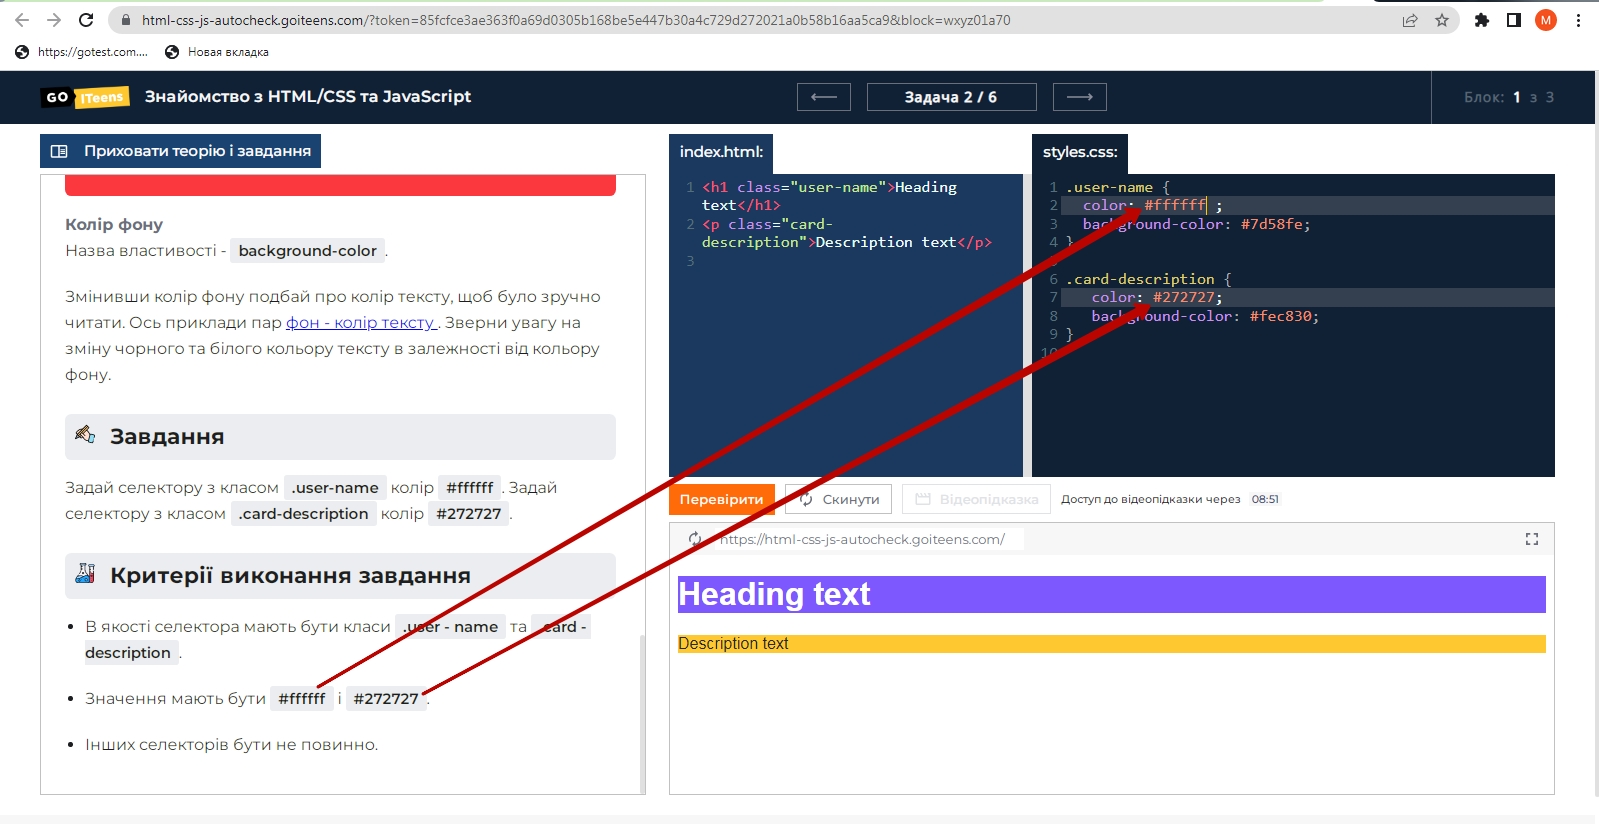 html-css-js-autocheck.goiteens.com/?token=85fcfce3ae363f0a69d0305b168be5e447b30a4c729d272021a0b58b16aa5ca9&block=wxyz01a70
M
https://gotest.com....
Новая вкладка
GO ITeens
Знайомство з HTML/CSS та JavaScript
Задача 2 / 6
Блок: 1 з 3
Приховати теорію і завдання
Колір фону
Назва властивості - background-color .
Змінивши колір фону подбай про колір тексту, щоб було зручно
читати. Ось приклади пар фон - колір тексту . Зверни увагу на
зміну чорного та білого кольору тексту в залежності від кольору
фону.
Завдання
Задай селектору з класом .user-name колір #ffffff . Задай
селектору з класом .card-description колір #272727 .
Критерії виконання завдання
В якості селектора мають бути класи .user - name та .card -
description .
Значення мають бути #ffffff і #272727 .
Інших селекторів бути не повинно.
index.html:
1 <h1 class="user-name">Heading
text</h1>
2 <p class="card-
description">Description text</p>
3
styles.css:
1 .user-name {
2 color: #ffffff ;
3 background-color: #7d58fe;
4 }
5
6 .card-description {
7 color: #272727;
8 background-color: #fec830;
9 }
10
Перевірити
Скинути
Відеопідказка
Доступ до відеопідказки через 08:51
https://html-css-js-autocheck.goiteens.com/
Heading text
Description text